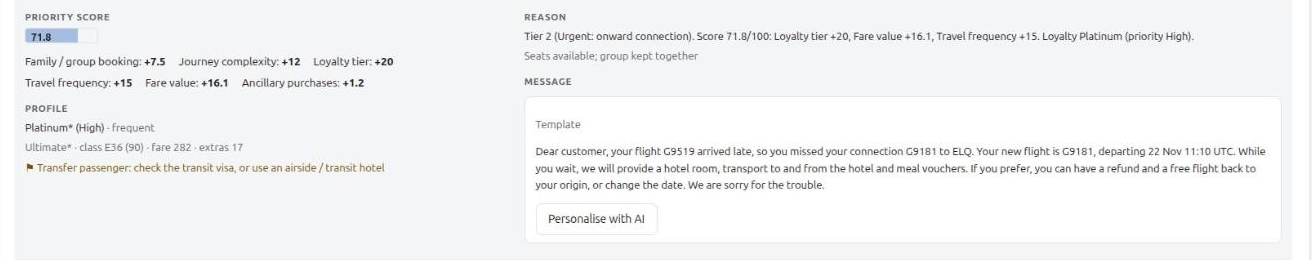 PRIORITY SCORE
71.8
Family / group booking: +7.5 Journey complexity: +12 Loyalty tier: +20
Travel frequency: +15 Fare value: +16.1 Ancillary purchases: +1.2
PROFILE
Platinum* (High) · frequent
Ultimate* · class E36 (90) · fare 282 · extras 17
⚑ Transfer passenger: check the transit visa, or use an airside / transit hotel
REASON
Tier 2 (Urgent: onward connection). Score 71.8/100: Loyalty tier +20, Fare value +16.1, Travel frequency +15. Loyalty Platinum (priority High).
Seats available; group kept together
MESSAGE
Template
Dear customer, your flight G9519 arrived late, so you missed your connection G9181 to ELQ. Your new flight is G9181, departing 22 Nov 11:10 UTC. While
you wait, we will provide a hotel room, transport to and from the hotel and meal vouchers. If you prefer, you can have a refund and a free flight back to
your origin, or change the date. We are sorry for the trouble.
Personalise with AI